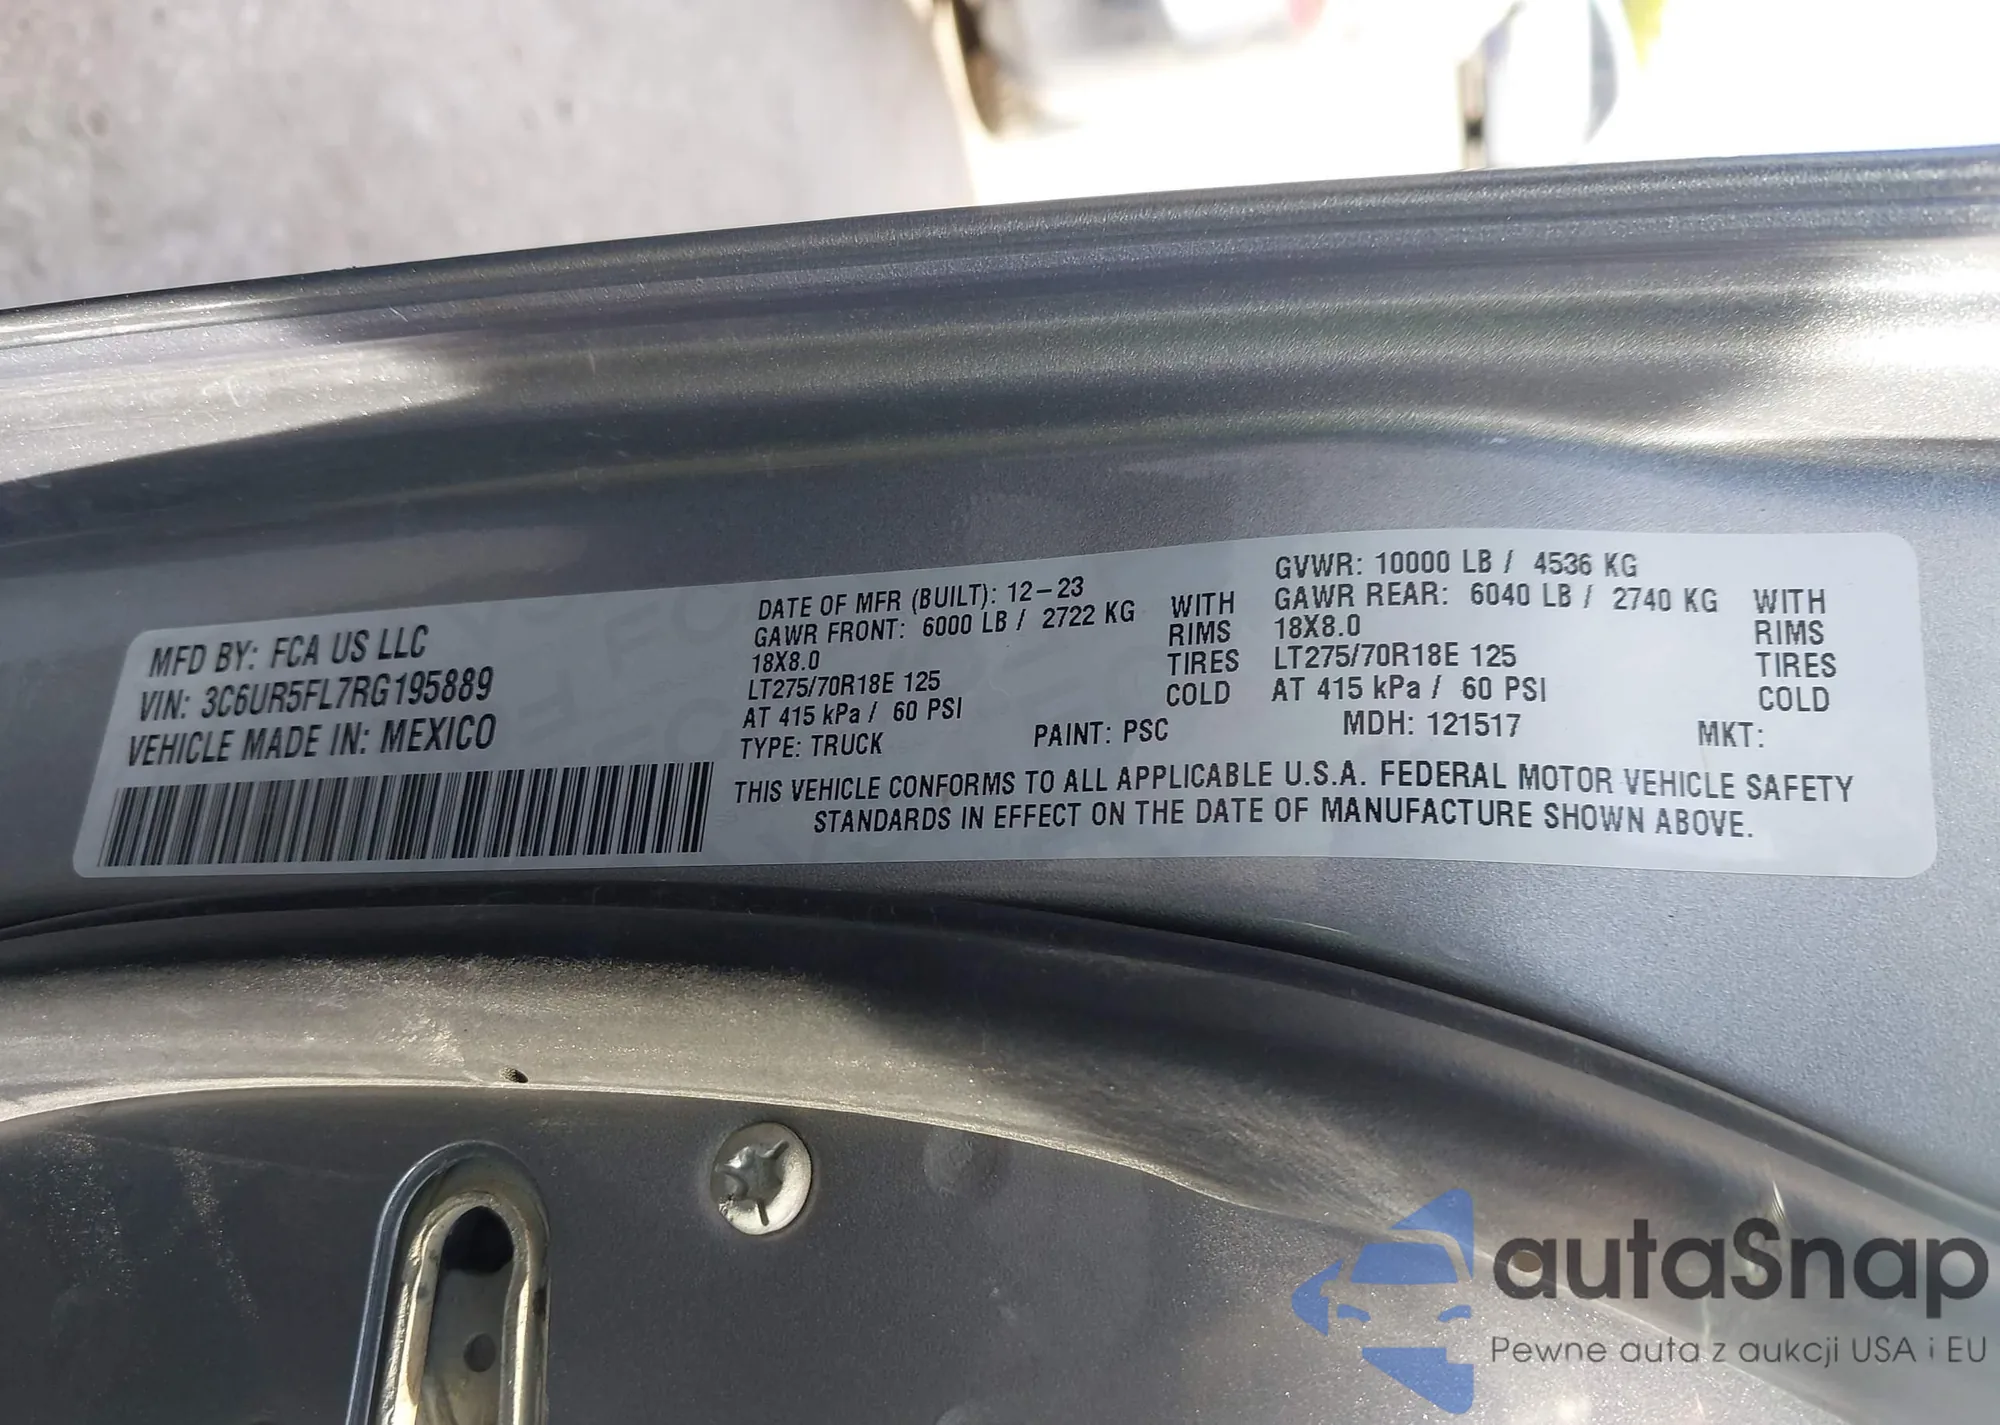 MFD BY: FCA US LLC
VIN: 3C6UR5FL7RG195889
VEHICLE MADE IN: MEXICO
DATE OF MFR (BUILT): 12-23
GVWR: 10000 LB / 4536 KG
GAWR FRONT: 6000 LB / 2722 KG WITH
GAWR REAR: 6040 LB / 2740 KG WITH
18X8.0 RIMS
18X8.0 RIMS
LT275/70R18E 125 TIRES
LT275/70R18E 125 TIRES
AT 415 kPa / 60 PSI COLD
AT 415 kPa / 60 PSI COLD
TYPE: TRUCK PAINT: PSC MDH: 121517 MKT:
THIS VEHICLE CONFORMS TO ALL APPLICABLE U.S.A. FEDERAL MOTOR VEHICLE SAFETY
STANDARDS IN EFFECT ON THE DATE OF MANUFACTURE SHOWN ABOVE.
autaSnap
Pewne auta z aukcji USA i EU